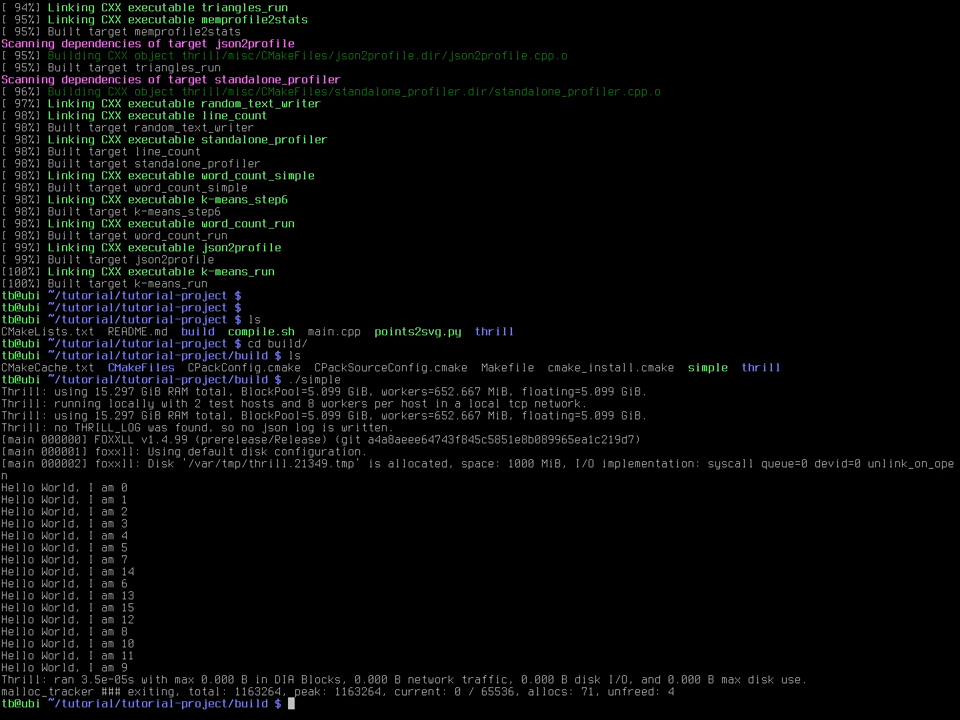 [ 94%] Linking CXX executable triangles_run
[ 95%] Linking CXX executable memprofile2stats
[ 95%] Built target memprofile2stats
Scanning dependencies of target json2profile
[ 95%] Building CXX object thrill/misc/CMakeFiles/json2profile.dir/json2profile.cpp.o
[ 95%] Built target triangles_run
Scanning dependencies of target standalone_profiler
[ 96%] Building CXX object thrill/misc/CMakeFiles/standalone_profiler.dir/standalone_profiler.cpp.o
[ 97%] Linking CXX executable random_text_writer
[ 98%] Linking CXX executable line_count
[ 98%] Built target random_text_writer
[ 98%] Linking CXX executable standalone_profiler
[ 98%] Built target line_count
[ 98%] Built target standalone_profiler
[ 98%] Linking CXX executable word_count_simple
[ 98%] Built target word_count_simple
[ 98%] Linking CXX executable k-means_step6
[ 98%] Built target k-means_step6
[ 98%] Linking CXX executable word_count_run
[ 98%] Built target word_count_run
[ 99%] Linking CXX executable json2profile
[ 99%] Built target json2profile
[100%] Linking CXX executable k-means_run
[100%] Built target k-means_run
tb@ubi ~/tutorial/tutorial-project $
tb@ubi ~/tutorial/tutorial-project $
tb@ubi ~/tutorial/tutorial-project $ ls
CMakeLists.txt README.md build compile.sh main.cpp points2svg.py thrill
tb@ubi ~/tutorial/tutorial-project $ cd build/
tb@ubi ~/tutorial/tutorial-project/build $ ls
CMakeCache.txt CMakeFiles CPackConfig.cmake CPackSourceConfig.cmake Makefile cmake_install.cmake simple thrill
tb@ubi ~/tutorial/tutorial-project/build $ ./simple
Thrill: using 15.297 GiB RAM total, BlockPool=5.099 GiB, workers=652.667 MiB, floating=5.099 GiB.
Thrill: running locally with 2 test hosts and 8 workers per host in a local tcp network.
Thrill: using 15.297 GiB RAM total, BlockPool=5.099 GiB, workers=652.667 MiB, floating=5.099 GiB.
Thrill: no THRILL_LOG was found, so no json log is written.
[main 000000] FOXXLL v1.4.99 (prerelease/Release) (git a4a8aeee64743f845c5851e8b089965ea1c219d7)
[main 000001] foxxll: Using default disk configuration.
[main 000002] foxxll: Disk '/var/tmp/thrill.21349.tmp' is allocated, space: 1000 MiB, I/O implementation: syscall queue=0 devid=0 unlink_on_ope
n
Hello World, I am 0
Hello World, I am 1
Hello World, I am 2
Hello World, I am 3
Hello World, I am 4
Hello World, I am 5
Hello World, I am 7
Hello World, I am 14
Hello World, I am 6
Hello World, I am 13
Hello World, I am 15
Hello World, I am 12
Hello World, I am 8
Hello World, I am 10
Hello World, I am 11
Hello World, I am 9
Thrill: ran 3.5e-05s with max 0.000 B in DIA Blocks, 0.000 B network traffic, 0.000 B disk I/O, and 0.000 B max disk use.
malloc_tracker ### exiting, total: 1163264, peak: 1163264, current: 0 / 65536, allocs: 71, unfreed: 4
tb@ubi ~/tutorial/tutorial-project/build $